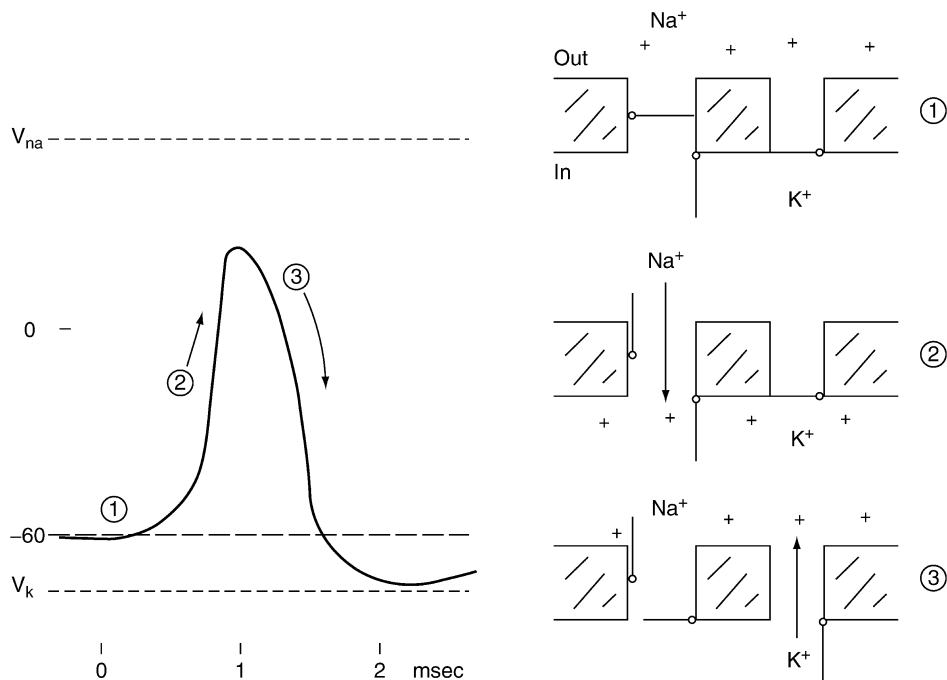 V_na
0
−60
V_k
0 1 2 msec
①
②
③
Na⁺
+ + + +
Out
In
K⁺
①
Na⁺
+ + + +
K⁺
②
Na⁺
+ + + +
K⁺
③